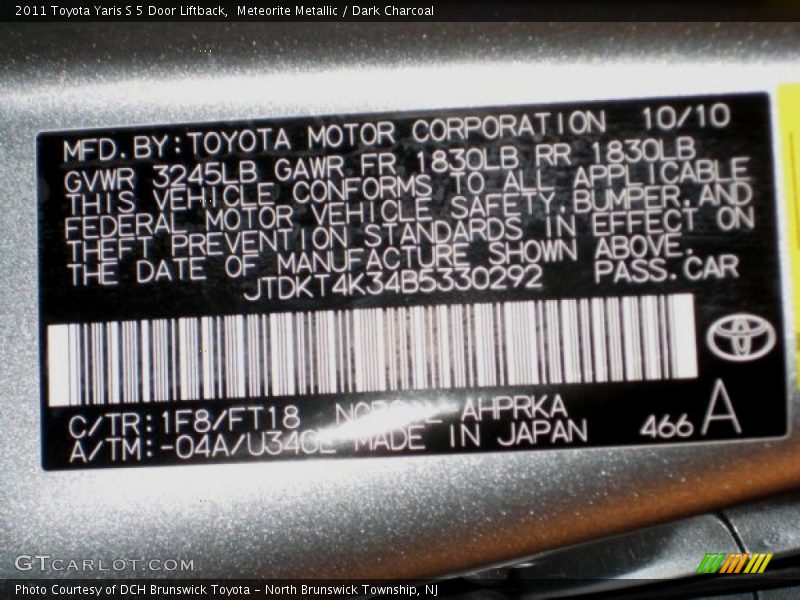 2011 Toyota Yaris S 5 Door Liftback,  Meteorite Metallic / Dark Charcoal
MFD.BY:TOYOTA MOTOR CORPORATION 10/10
GVWR 3245LB GAWR FR 1830LB RR 1830LB
THIS VEHICLE CONFORMS TO ALL APPLICABLE
FEDERAL MOTOR VEHICLE SAFETY,BUMPER,AND
THEFT PREVENTION STANDARDS IN EFFECT ON
THE DATE OF MANUFACTURE SHOWN ABOVE.
JTDKT4K34B5330292 PASS.CAR
C/TR:1F8/FT18 AHPRKA
A/TM:-04A/U340E MADE IN JAPAN 466 A
GTCARLOT.COM
Photo Courtesy of DCH Brunswick Toyota - North Brunswick Township, NJ